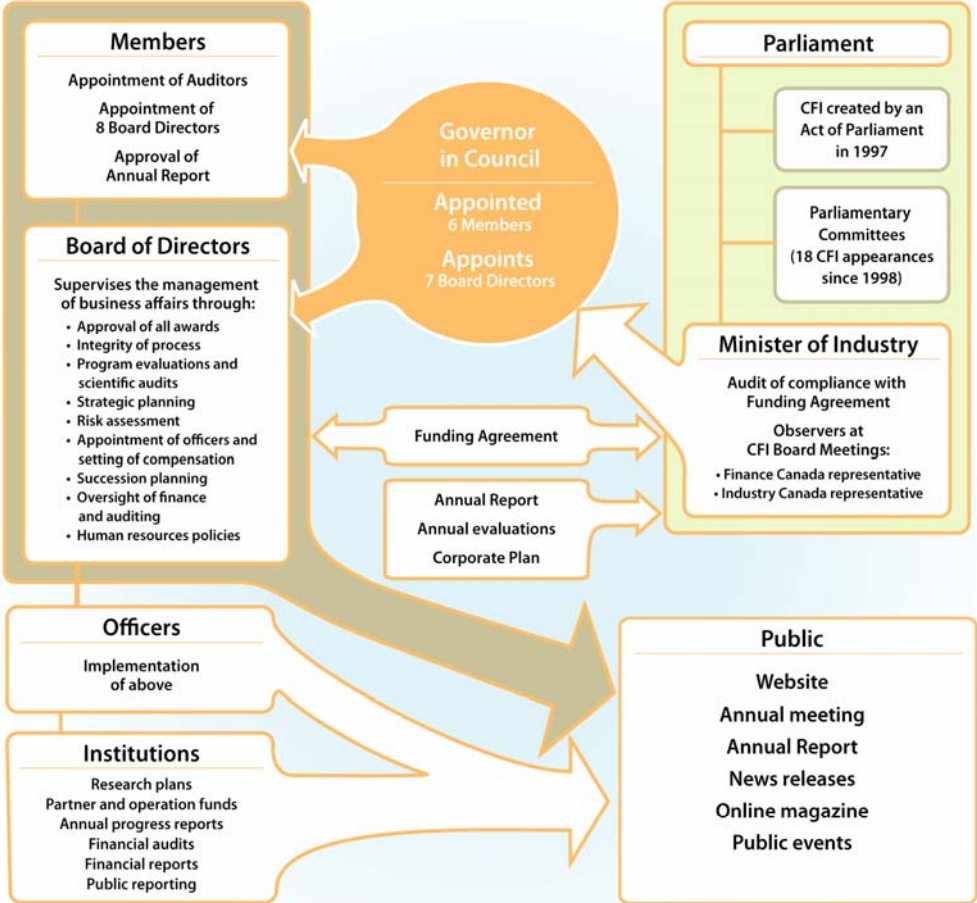 Members
Appointment of Auditors
Appointment of
8 Board Directors
Approval of
Annual Report
Board of Directors
Supervises the management
of business affairs through:
• Approval of all awards
• Integrity of process
• Program evaluations and
scientific audits
• Strategic planning
• Risk assessment
• Appointment of officers and
setting of compensation
• Succession planning
• Oversight of finance
and auditing
• Human resources policies
Officers
Implementation
of above
Institutions
Research plans
Partner and operation funds
Annual progress reports
Financial audits
Financial reports
Public reporting
Governor
in Council
Appointed
6 Members
Appoints
7 Board Directors
Funding Agreement
Annual Report
Annual evaluations
Corporate Plan
Parliament
CFI created by an
Act of Parliament
in 1997
Parliamentary
Committees
(18 CFI appearances
since 1998)
Minister of Industry
Audit of compliance with
Funding Agreement
Observers at
CFI Board Meetings:
• Finance Canada representative
• Industry Canada representative
Public
Website
Annual meeting
Annual Report
News releases
Online magazine
Public events